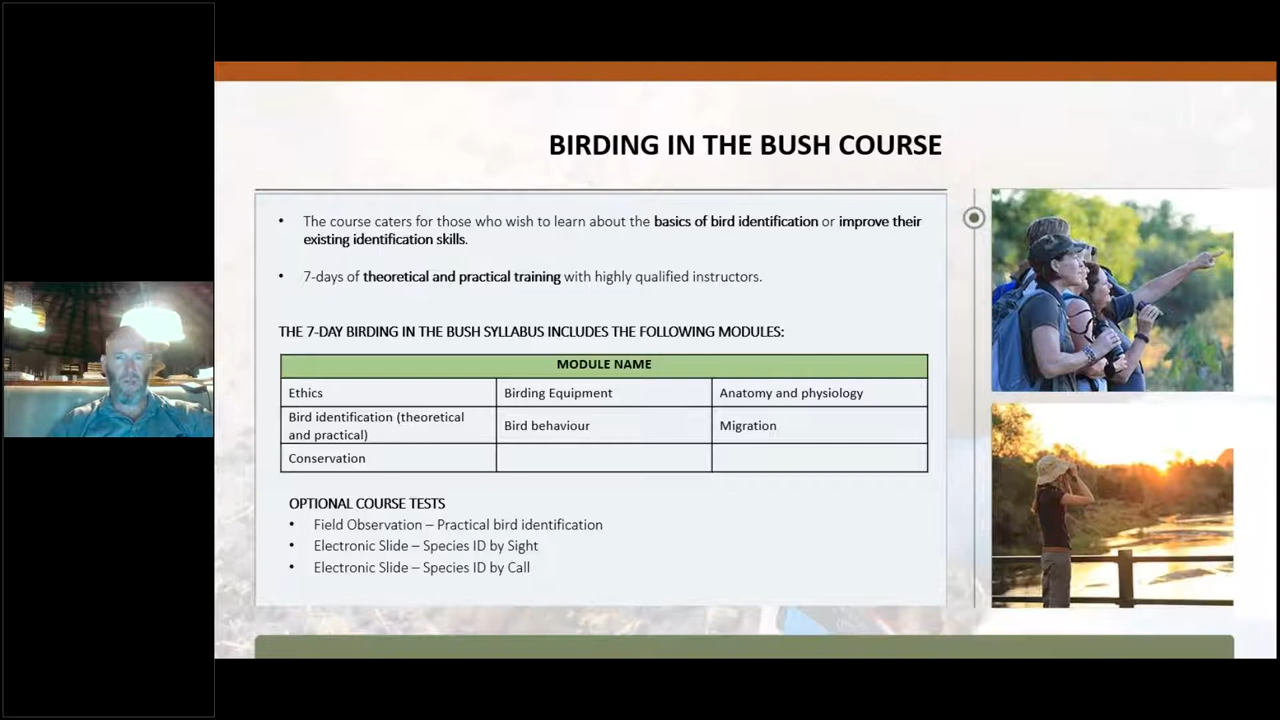 BIRDING IN THE BUSH COURSE
• The course caters for those who wish to learn about the basics of bird identification or improve their
existing identification skills.
• 7-days of theoretical and practical training with highly qualified instructors.
THE 7-DAY BIRDING IN THE BUSH SYLLABUS INCLUDES THE FOLLOWING MODULES:
MODULE NAME
Ethics Birding Equipment Anatomy and physiology
Bird identification (theoretical
and practical) Bird behaviour Migration
Conservation
OPTIONAL COURSE TESTS
• Field Observation – Practical bird identification
• Electronic Slide – Species ID by Sight
• Electronic Slide – Species ID by Call